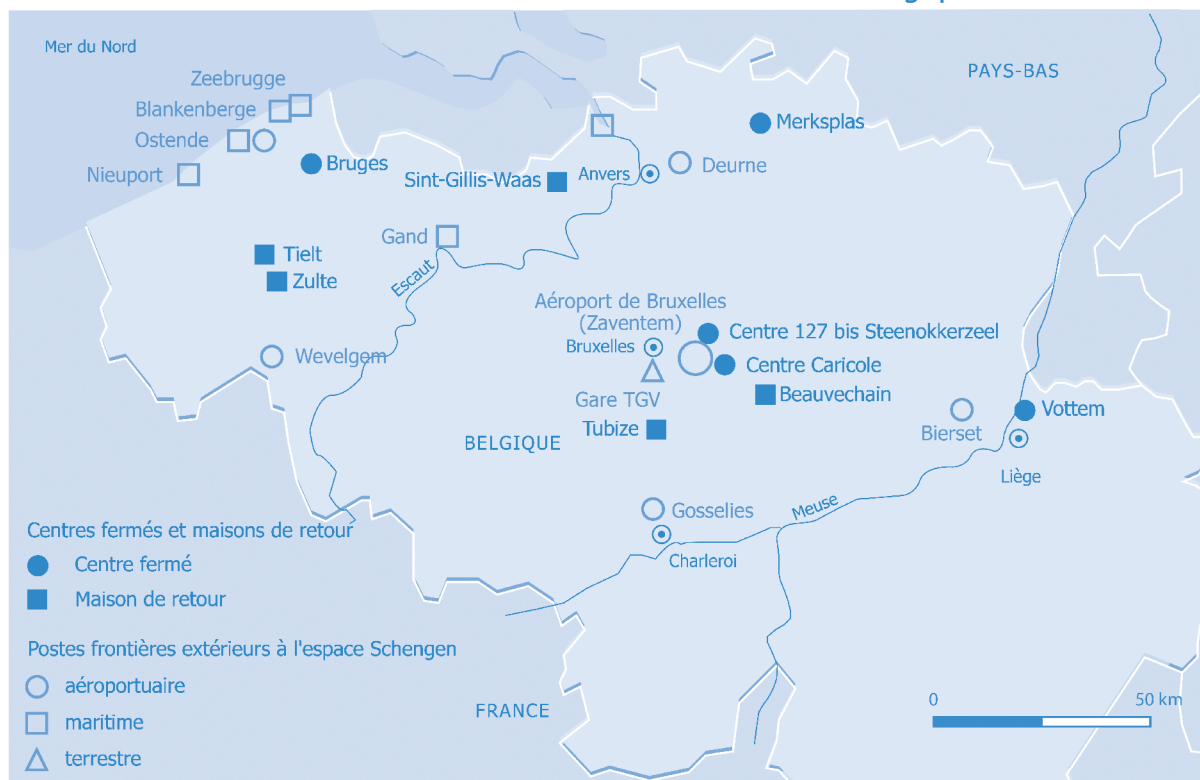 Mer du Nord
PAYS-BAS
Zeebrugge
Blankenberge
Ostende
Nieuport
Bruges
Merksplas
Sint-Gillis-Waas
Anvers
Deurne
Gand
Tielt
Zulte
Escaut
Aéroport de Bruxelles
(Zaventem)
Centre 127 bis Steenokkerzeel
Bruxelles
Wevelgem
Centre Caricole
Gare TGV
Beauvechain
Tubize
BELGIQUE
Bierset
Vottem
Liège
Meuse
Gosselies
Charleroi
Centres fermés et maisons de retour
Centre fermé
Maison de retour
Postes frontières extérieurs à l'espace Schengen
aéroportuaire
maritime
terrestre
FRANCE
0 50 km